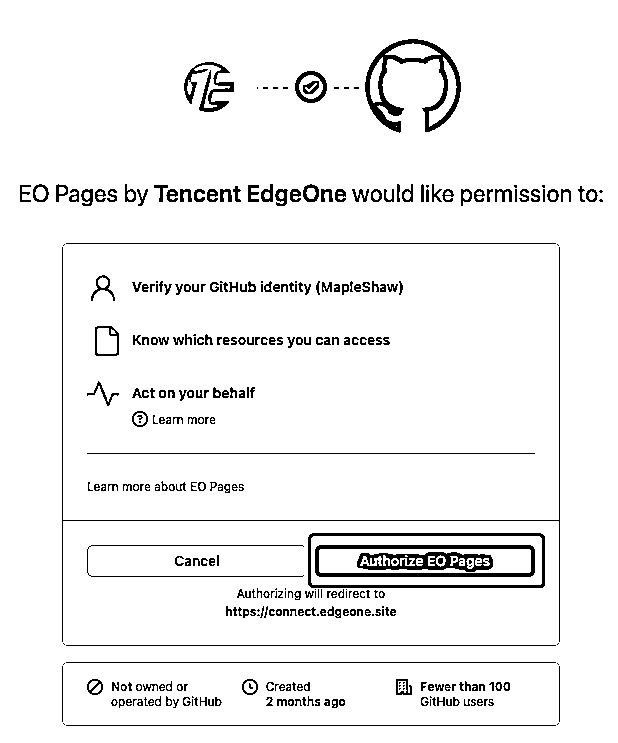 EO Pages by Tencent EdgeOne would like permission to:
Verify your GitHub identity (MapleShaw)
Know which resources you can access
Act on your behalf
Learn more
Learn more about EO Pages
Cancel
Authorize EO Pages
Authorizing will redirect to
https://connect.edgeone.site
Not owned or
operated by GitHub
Created
2 months ago
Fewer than 100
GitHub users